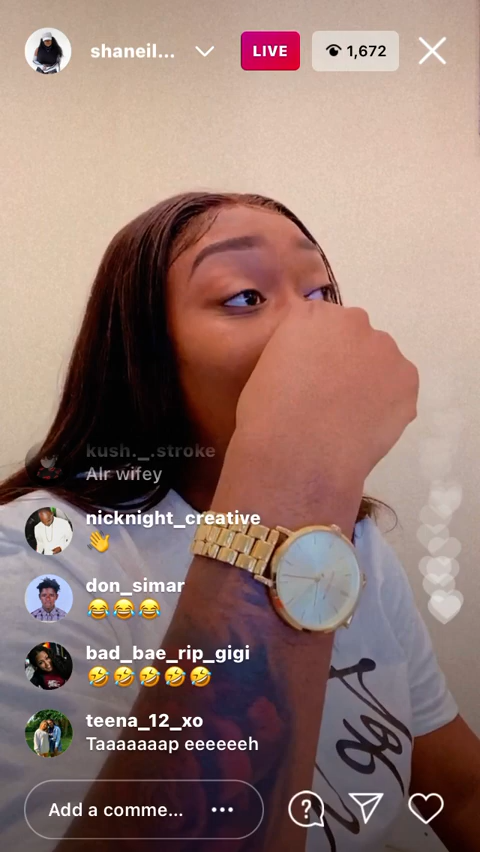 shaneil...
LIVE
1,672
kush._.stroke
Alr wifey
nicknight_creative
👋
don_simar
😂😂😂
bad_bae_rip_gigi
🤣🤣🤣🤣🤣
teena_12_xo
Taaaaaaap eeeeeeh
Add a comme...